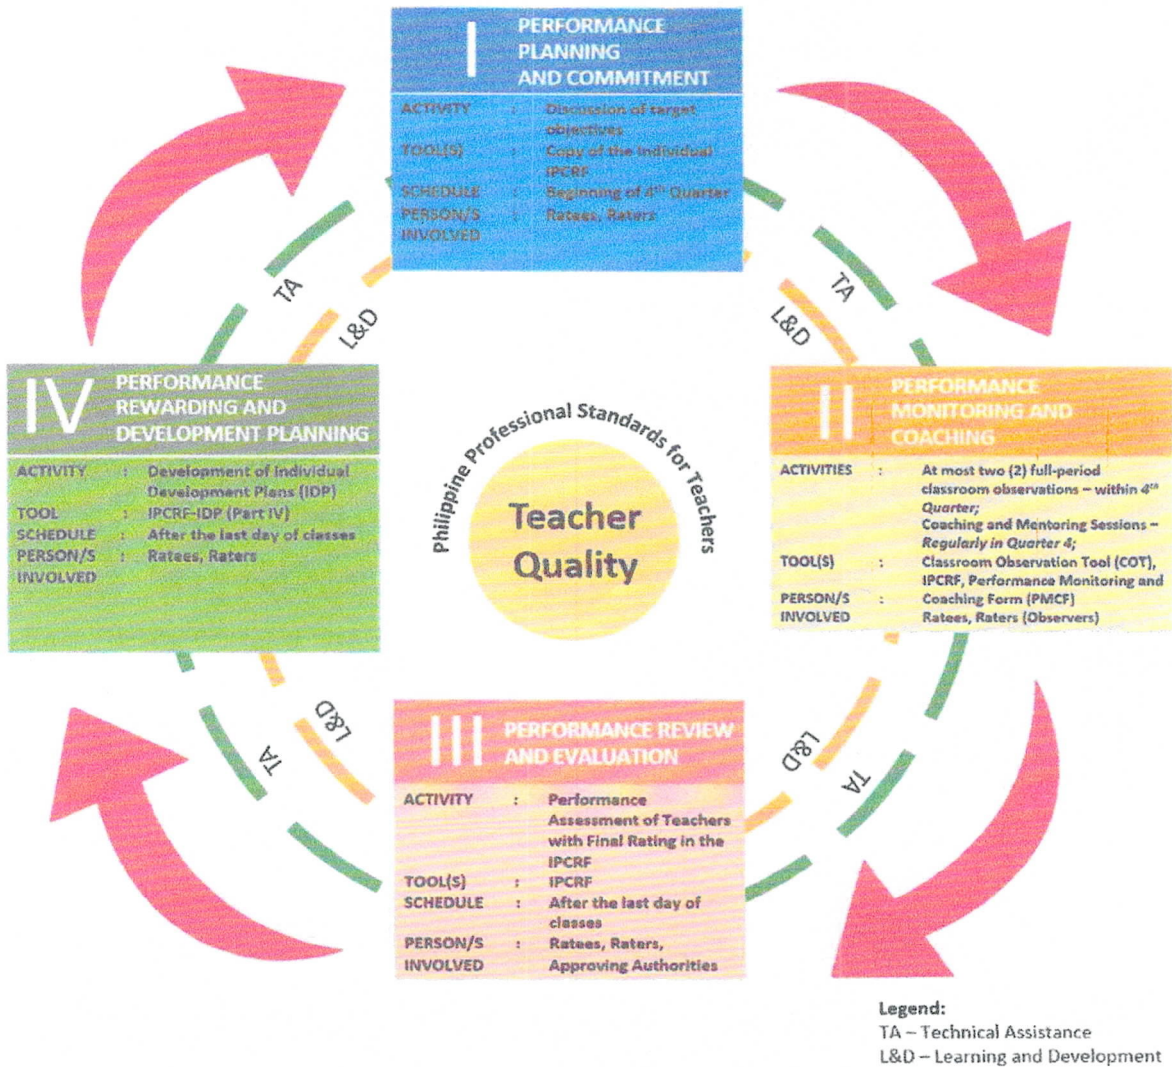 I
PERFORMANCE
PLANNING
AND COMMITMENT
ACTIVITY : Discussion of target
objectives
TOOL(S) : Copy of the Individual
IPCRF
SCHEDULE : Beginning of 4th Quarter
PERSON/S : Ratees, Raters
INVOLVED
TA
L&D
TA
L&D
IV
PERFORMANCE
REWARDING AND
DEVELOPMENT PLANNING
ACTIVITY : Development of Individual
Development Plans (IDP)
TOOL : IPCRF-IDP (Part IV)
SCHEDULE : After the last day of classes
PERSON/S : Ratees, Raters
INVOLVED
Philippine Professional Standards for Teachers
Teacher
Quality
II
PERFORMANCE
MONITORING AND
COACHING
ACTIVITIES : At most two (2) full-period
classroom observations – within 4th
Quarter;
Coaching and Mentoring Sessions –
Regularly in Quarter 4;
TOOL(S) : Classroom Observation Tool (COT),
IPCRF, Performance Monitoring and
PERSON/S : Coaching Form (PMCF)
INVOLVED Ratees, Raters (Observers)
L&D
TA
L&D
TA
III
PERFORMANCE REVIEW
AND EVALUATION
ACTIVITY : Performance
Assessment of Teachers
with Final Rating in the
IPCRF
TOOL(S) : IPCRF
SCHEDULE : After the last day of
classes
PERSON/S : Ratees, Raters,
INVOLVED Approving Authorities
Legend:
TA – Technical Assistance
L&D – Learning and Development